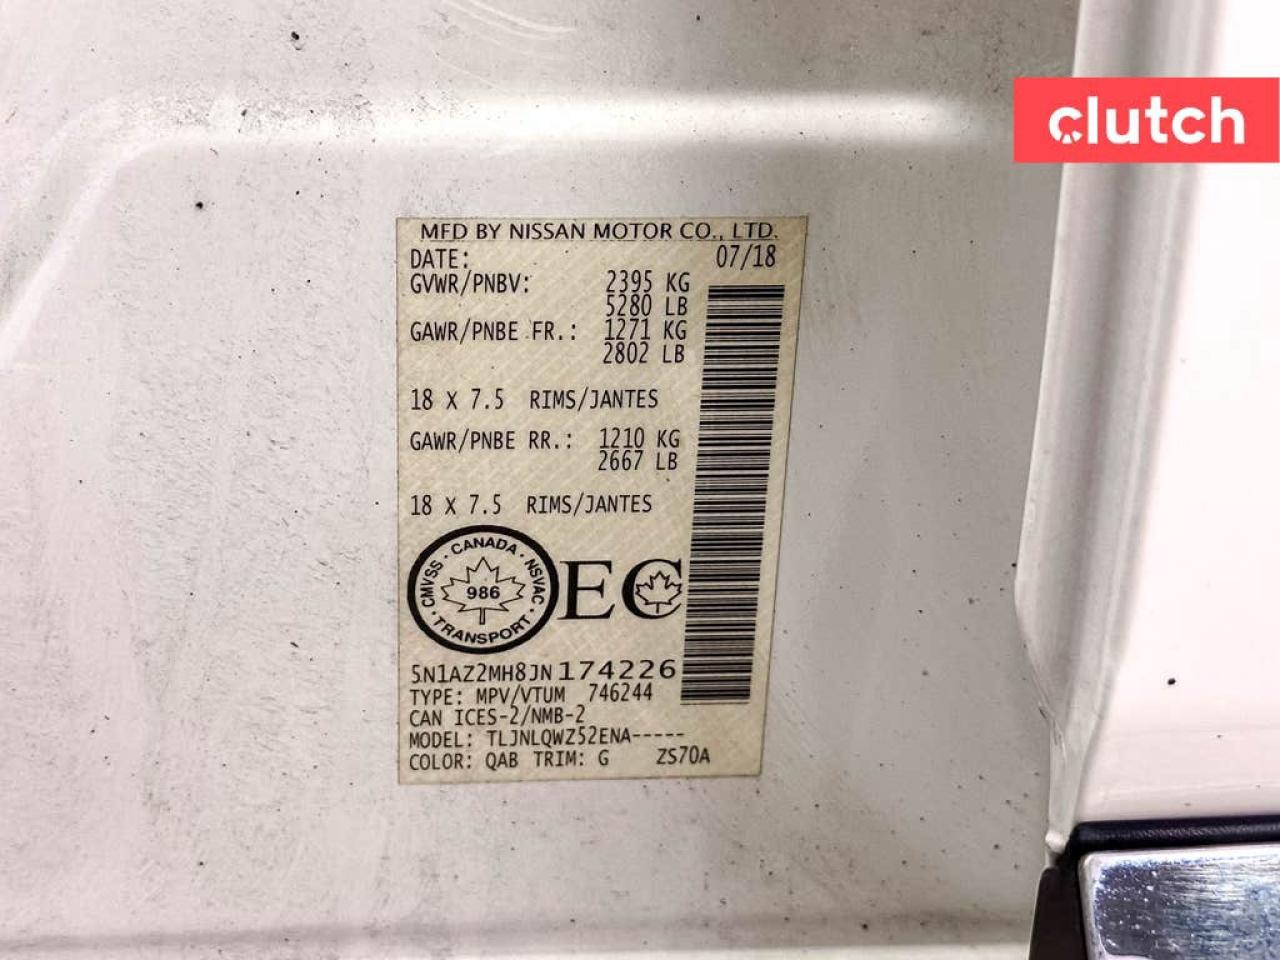 clutch
MFD BY NISSAN MOTOR CO., LTD.
DATE: 07/18
GVWR/PNBV: 2395 KG
5280 LB
GAWR/PNBE FR.: 1271 KG
2802 LB
18 X 7.5 RIMS/JANTES
GAWR/PNBE RR.: 1210 KG
2667 LB
18 X 7.5 RIMS/JANTES
CMVSS · CANADA · NSVAC · TRANSPORT ·
986
EC
5N1AZ2MH8JN174226
TYPE: MPV/VTUM 746244
CAN ICES-2/NMB-2
MODEL: TLJNLQWZ52ENA-----
COLOR: QAB TRIM: G ZS70A